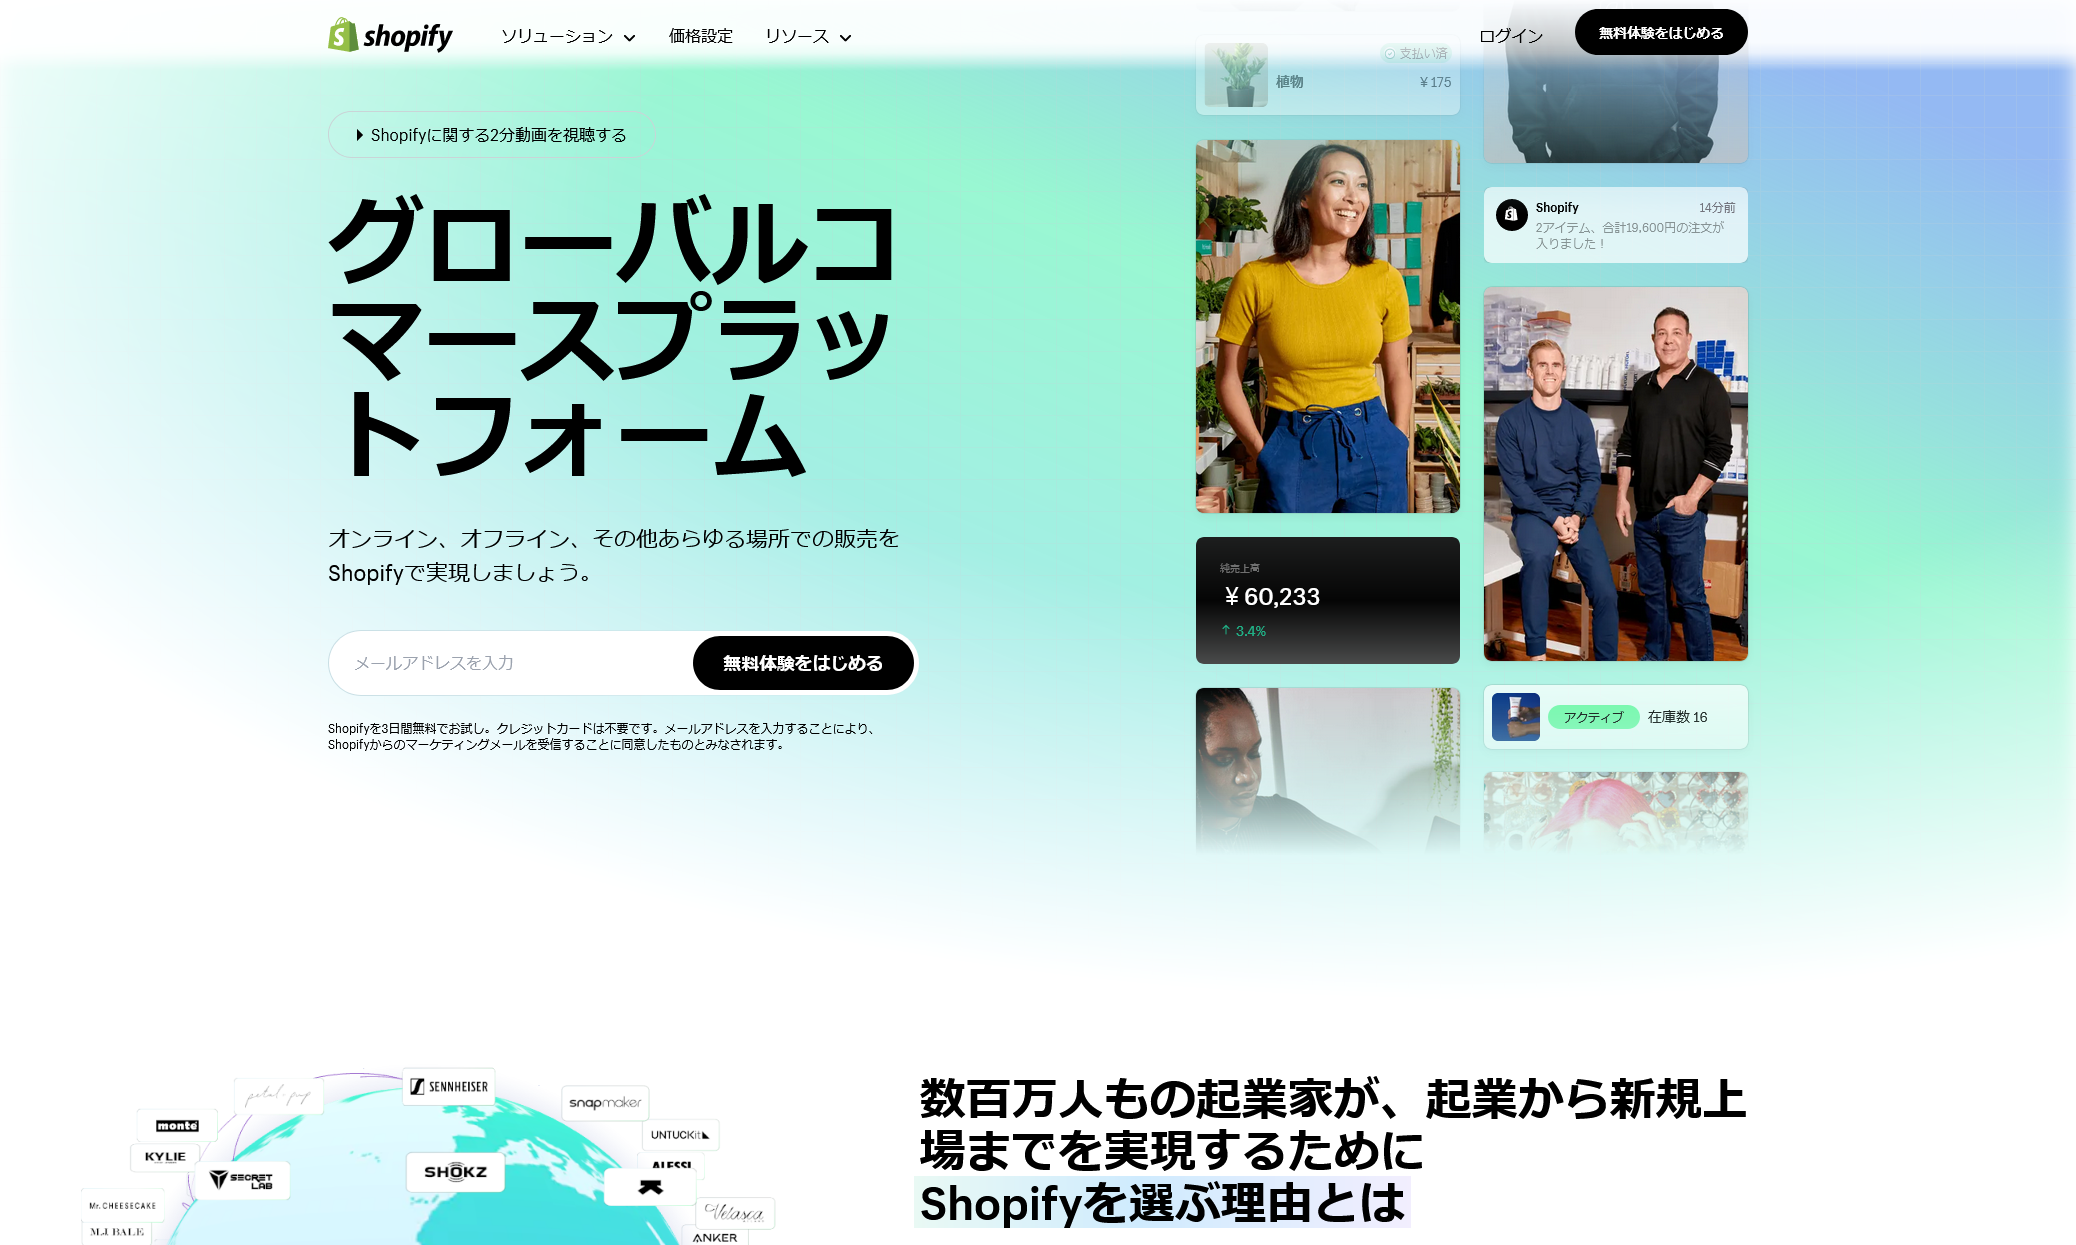 shopify
ソリューション
価格設定
リソース
ログイン
無料体験をはじめる
Shopifyに関する2分動画を視聴する
グローバルコ
マースプラッ
トフォーム
オンライン、オフライン、その他あらゆる場所での販売を
Shopifyで実現しましょう。
メールアドレスを入力
無料体験をはじめる
Shopifyを3日間無料でお試し。クレジットカードは不要です。メールアドレスを入力することにより、
Shopifyからのマーケティングメールを受信することに同意したものとみなされます。
支払い済
植物
¥175
純売上高
¥60,233
↑ 3.4%
Shopify
14分前
2アイテム、合計19,600円の注文が
入りました！
アクティブ
在庫数 16
petal + pup
SENNHEISER
snapmaker
monte
UNTUCKit
KYLIE
SECRET
LAB
SHOKZ
ALESSI
Mr. CHEESECAKE
Velasca
M.J. BALE
ANKER
数百万人もの起業家が、起業から新規上
場までを実現するために
Shopifyを選ぶ理由とは